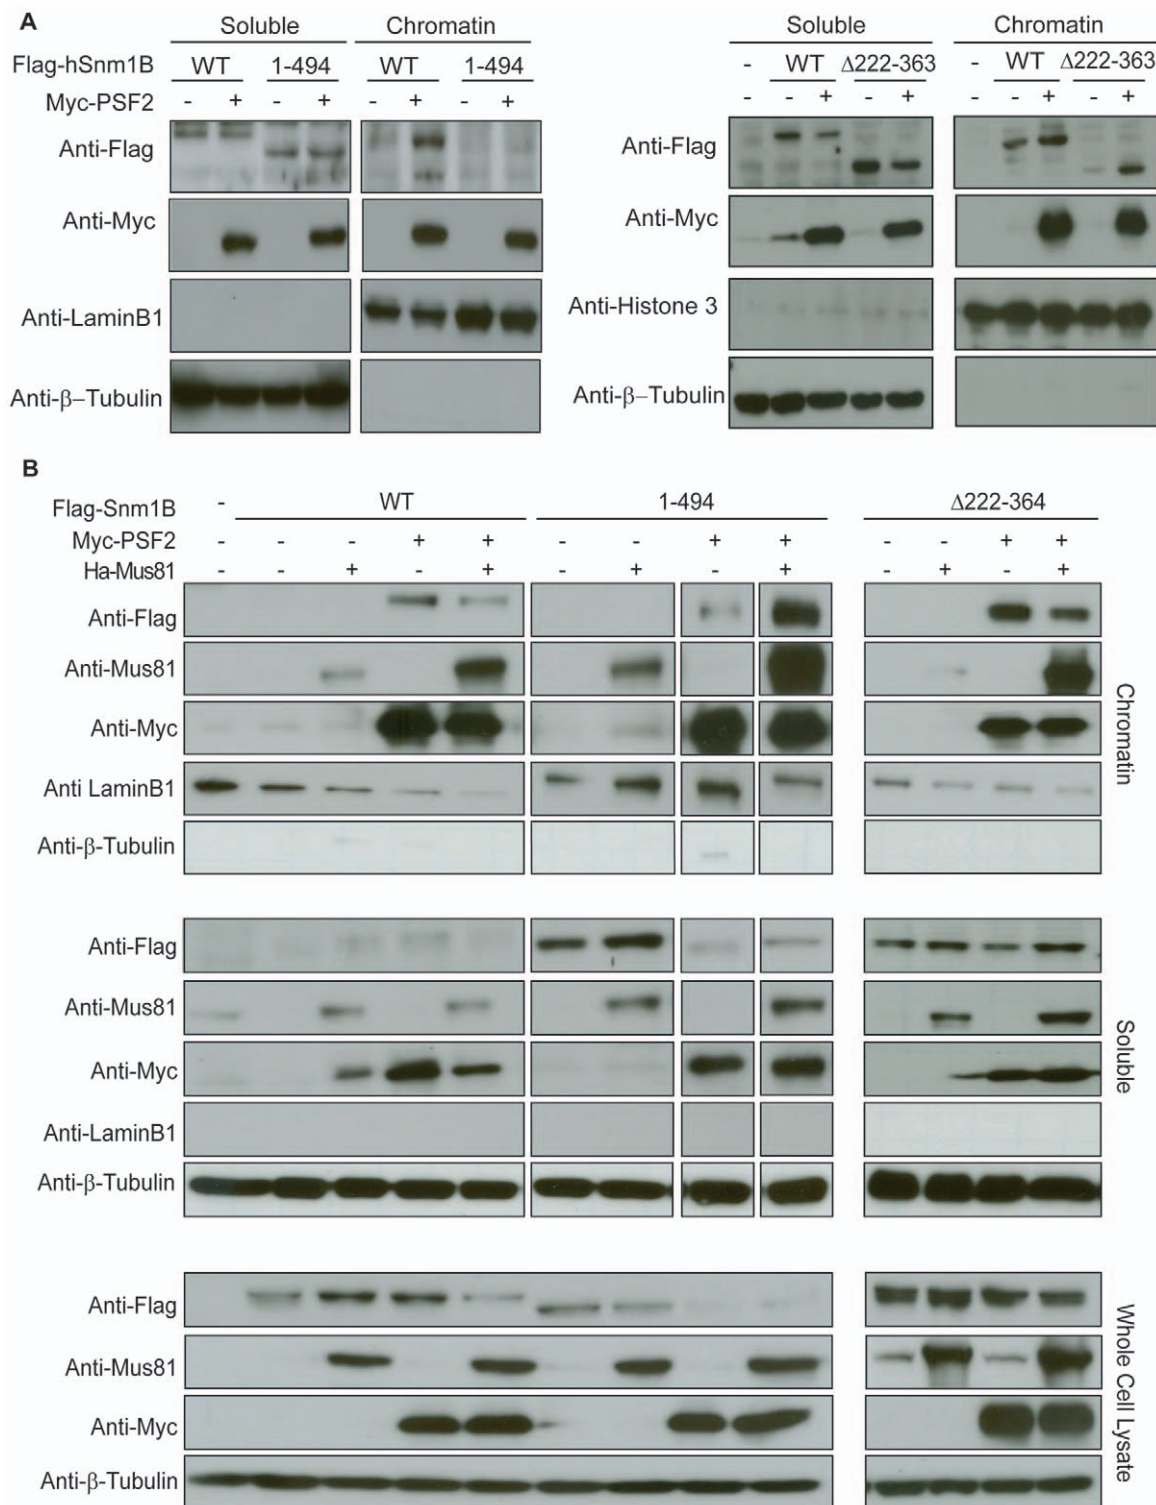 A
Soluble Chromatin
Flag-hSnm1B WT 1-494 WT 1-494
Myc-PSF2 - + - + - + - +
Anti-Flag
Anti-Myc
Anti-LaminB1
Anti-β–Tubulin
Soluble Chromatin
- WT Δ222-363 - WT Δ222-363
- - + - + - - + - +
Anti-Flag
Anti-Myc
Anti-Histone 3
Anti-β–Tubulin
B
Flag-Snm1B - WT 1-494 Δ222-364
Myc-PSF2 - - - + + - - + + - - + +
Ha-Mus81 - - + - + - + - + - + - +
Anti-Flag
Anti-Mus81
Anti-Myc
Anti LaminB1
Anti-β-Tubulin
Chromatin
Anti-Flag
Anti-Mus81
Anti-Myc
Anti-LaminB1
Anti-β-Tubulin
Soluble
Anti-Flag
Anti-Mus81
Anti-Myc
Anti-β-Tubulin
Whole Cell Lysate